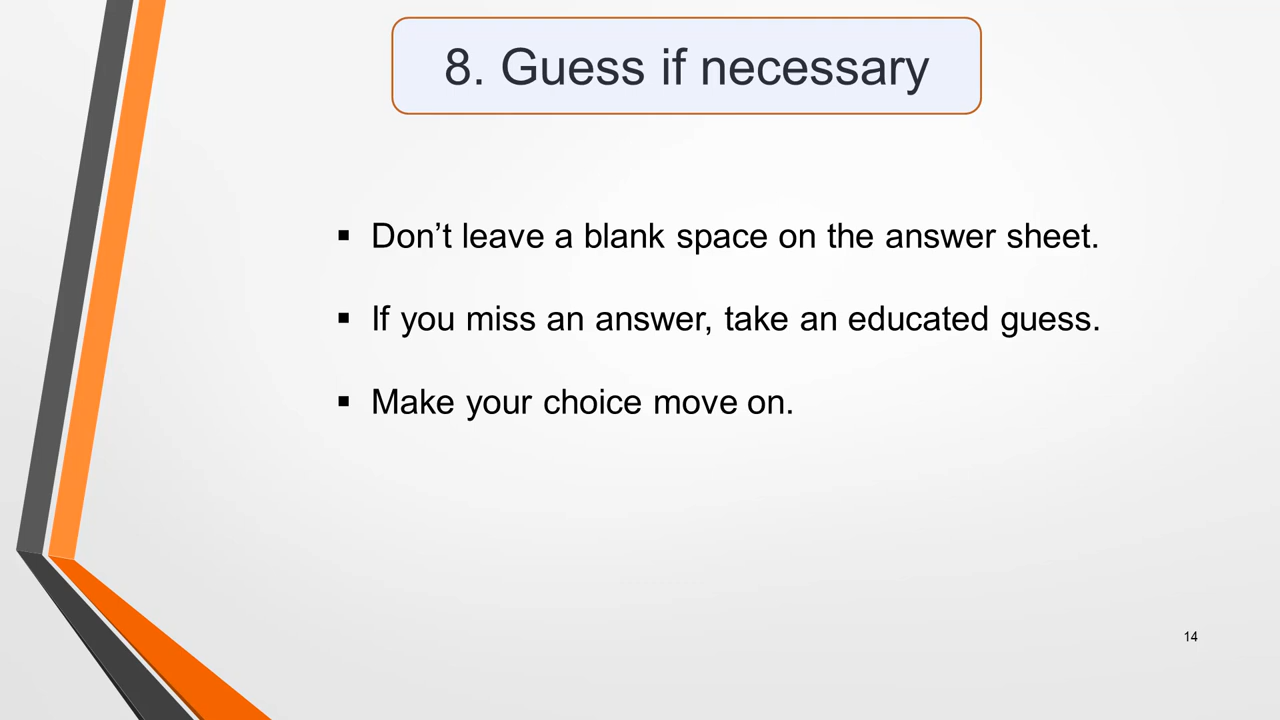 8. Guess if necessary
▪ Don’t leave a blank space on the answer sheet.
▪ If you miss an answer, take an educated guess.
▪ Make your choice move on.
14